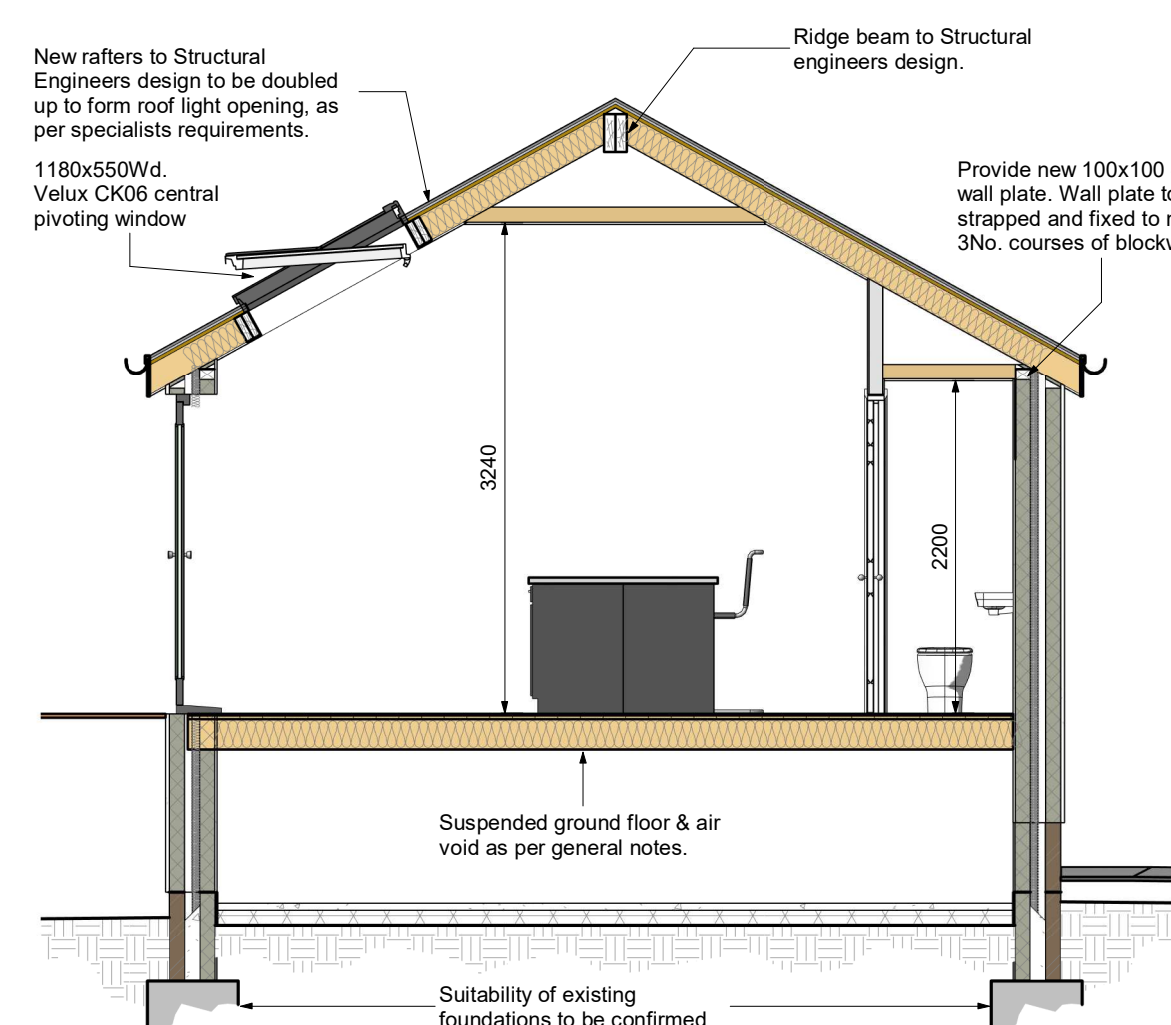 New rafters to Structural
Engineers design to be doubled
up to form roof light opening, as
per specialists requirements.
1180x550Wd.
Velux CK06 central
pivoting window
Ridge beam to Structural
engineers design.
Provide new 100x100
wall plate. Wall plate to
strapped and fixed to
3No. courses of
3240
2200
Suspended ground floor & air
void as per general notes.
Suitability of existing
foundations to be confirmed